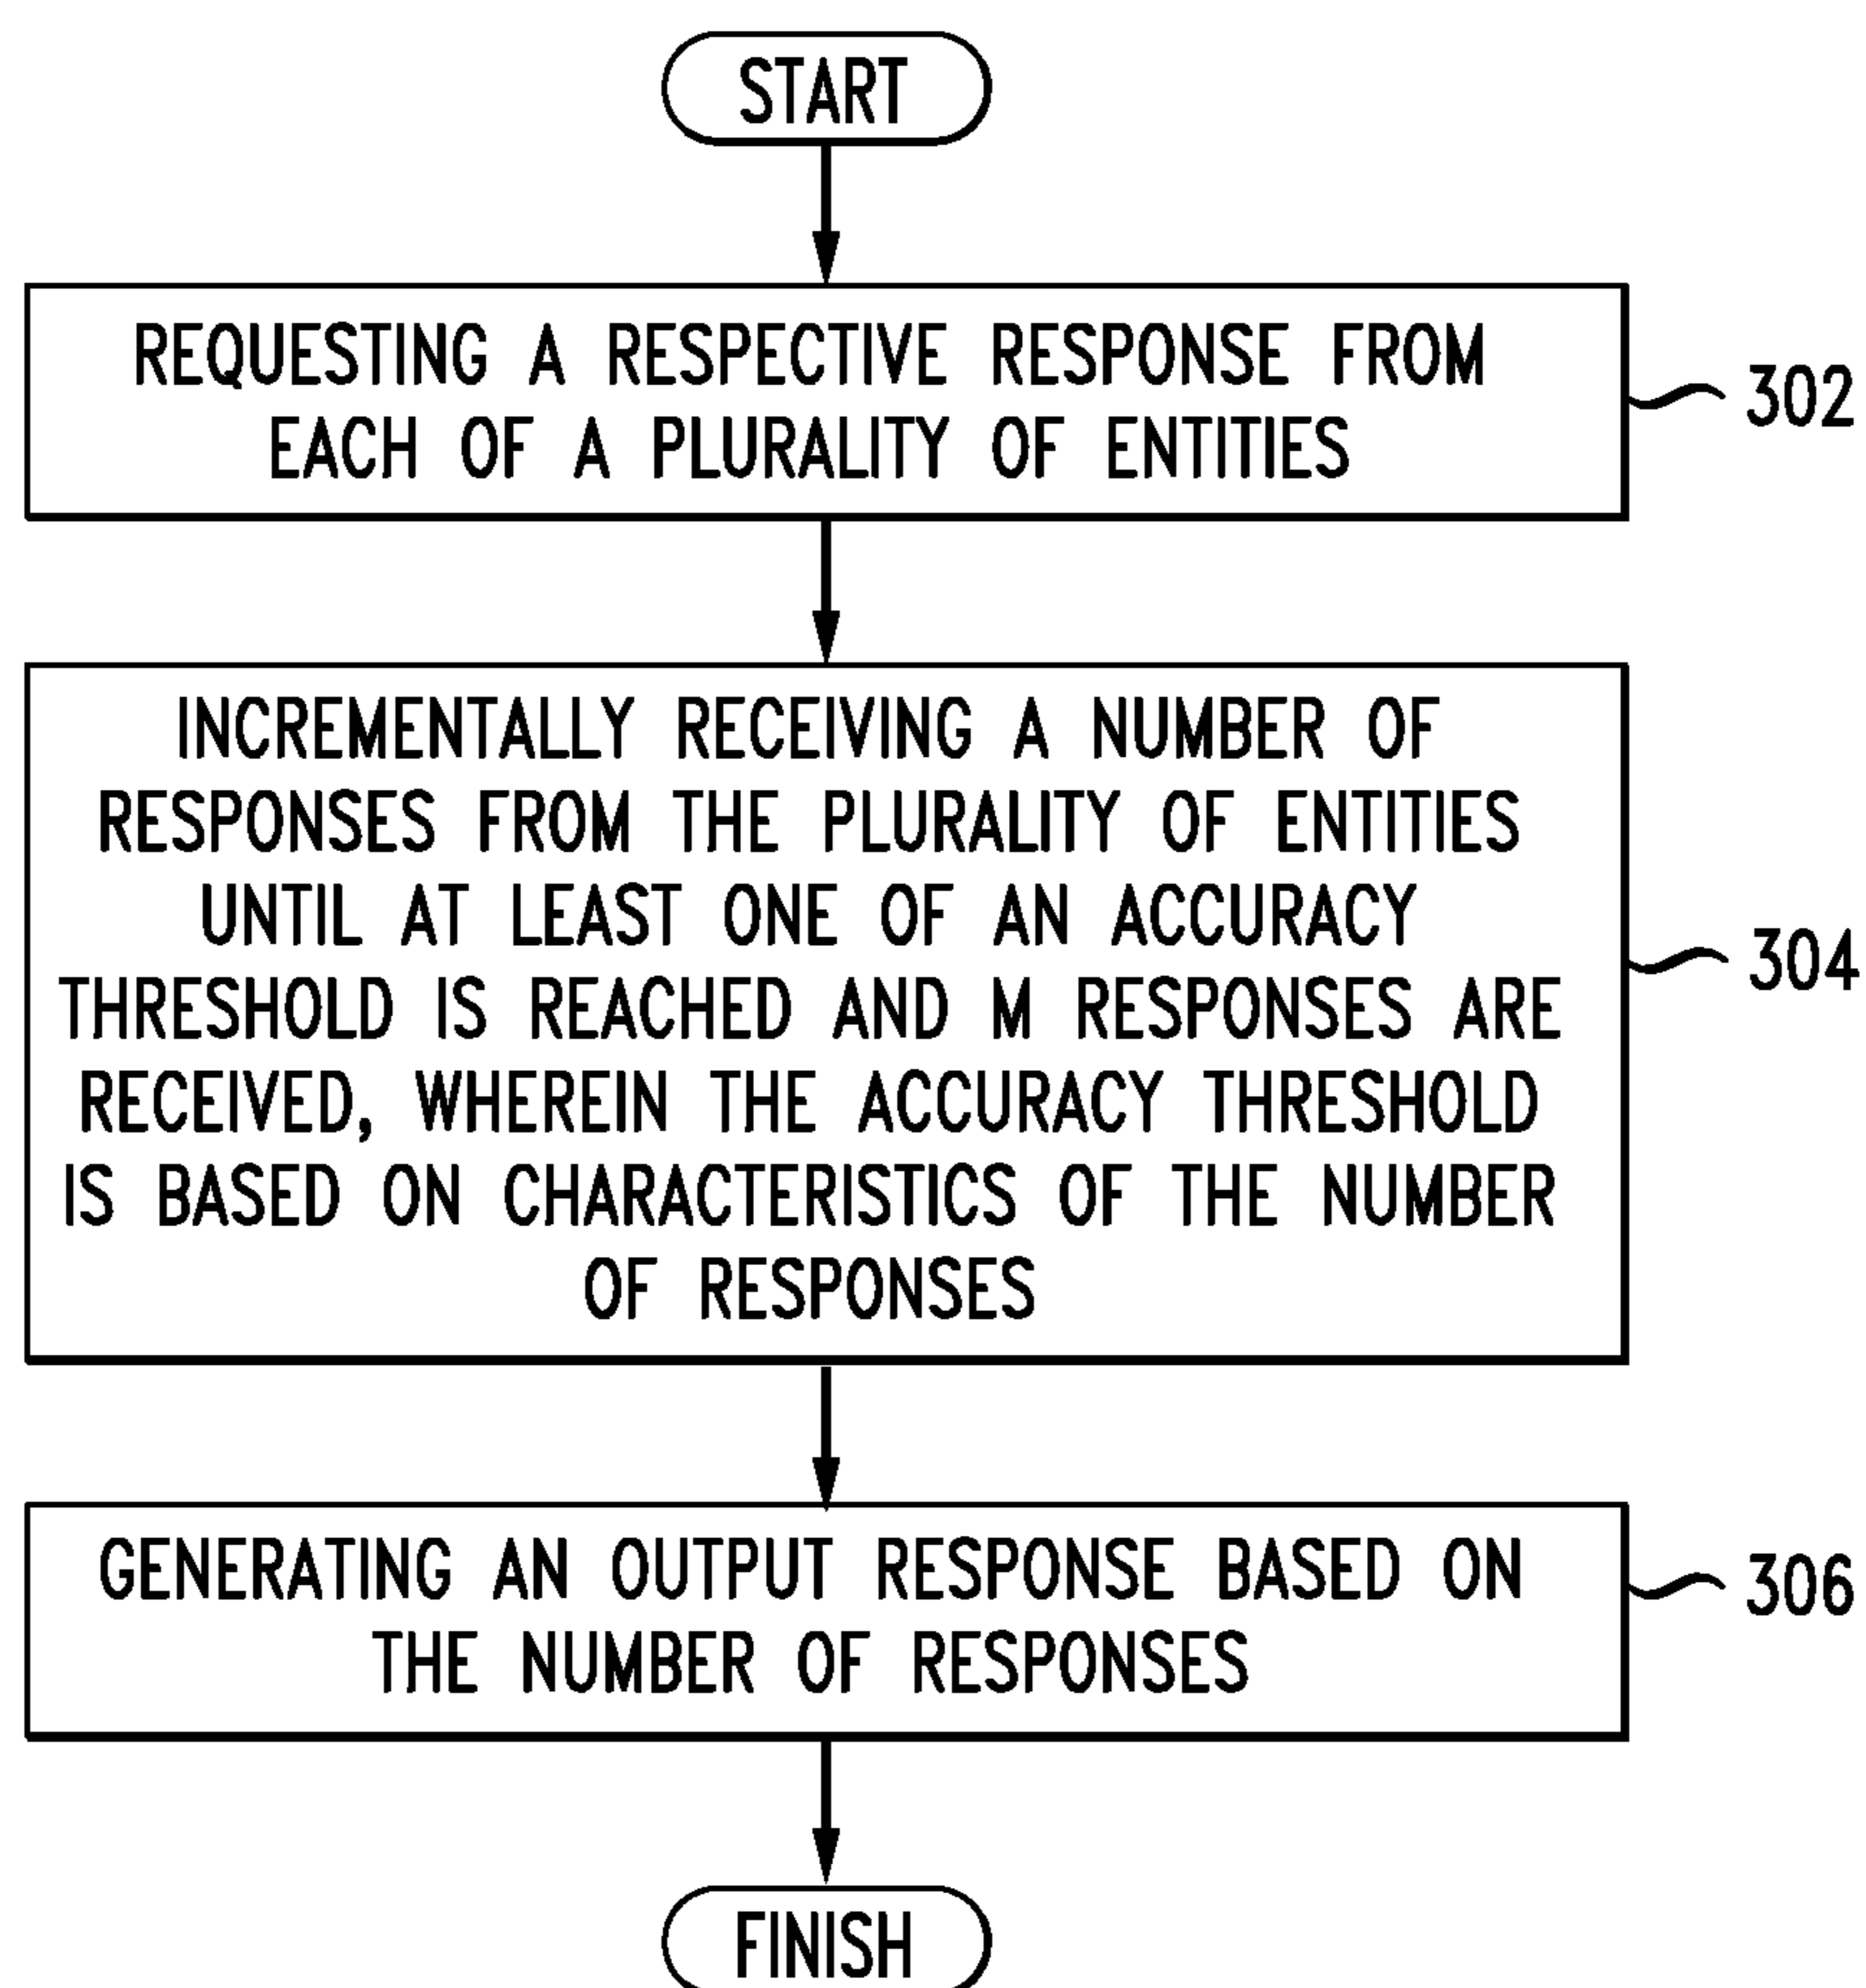 START
REQUESTING A RESPECTIVE RESPONSE FROM
EACH OF A PLURALITY OF ENTITIES
302
INCREMENTALLY RECEIVING A NUMBER OF
RESPONSES FROM THE PLURALITY OF ENTITIES
UNTIL AT LEAST ONE OF AN ACCURACY
THRESHOLD IS REACHED AND M RESPONSES ARE
RECEIVED, WHEREIN THE ACCURACY THRESHOLD
IS BASED ON CHARACTERISTICS OF THE NUMBER
OF RESPONSES
304
GENERATING AN OUTPUT RESPONSE BASED ON
THE NUMBER OF RESPONSES
306
FINISH